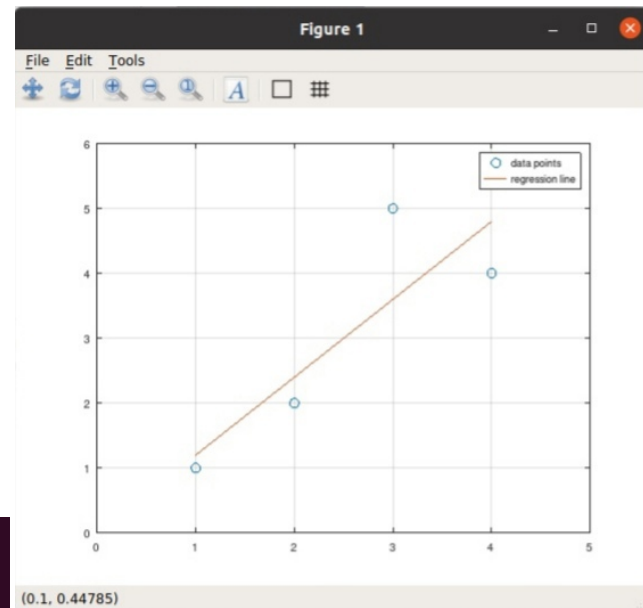 Figure 1
File Edit Tools
A
6
data points
regression line
5
4
3
2
1
0
0 1 2 3 4 5
(0.1, 0.44785)